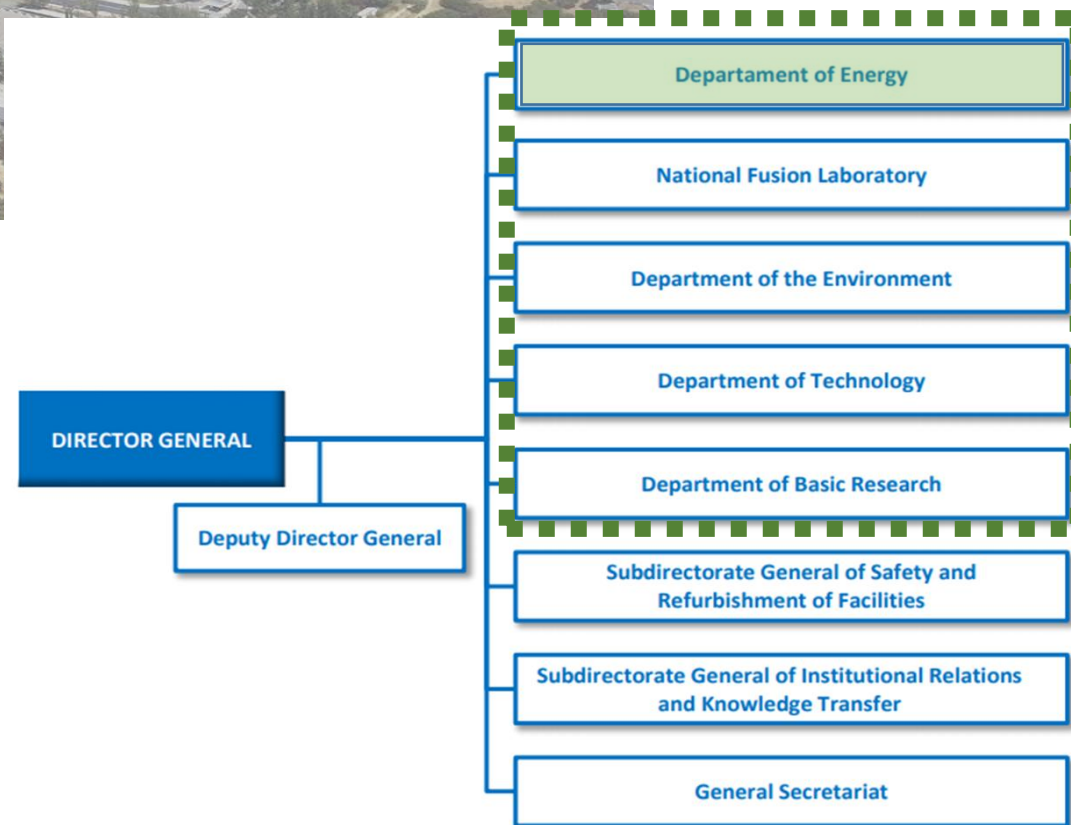 Departament of Energy
National Fusion Laboratory
Department of the Environment
Department of Technology
DIRECTOR GENERAL
Department of Basic Research
Deputy Director General
Subdirectorate General of Safety and
Refurbishment of Facilities
Subdirectorate General of Institutional Relations
and Knowledge Transfer
General Secretariat